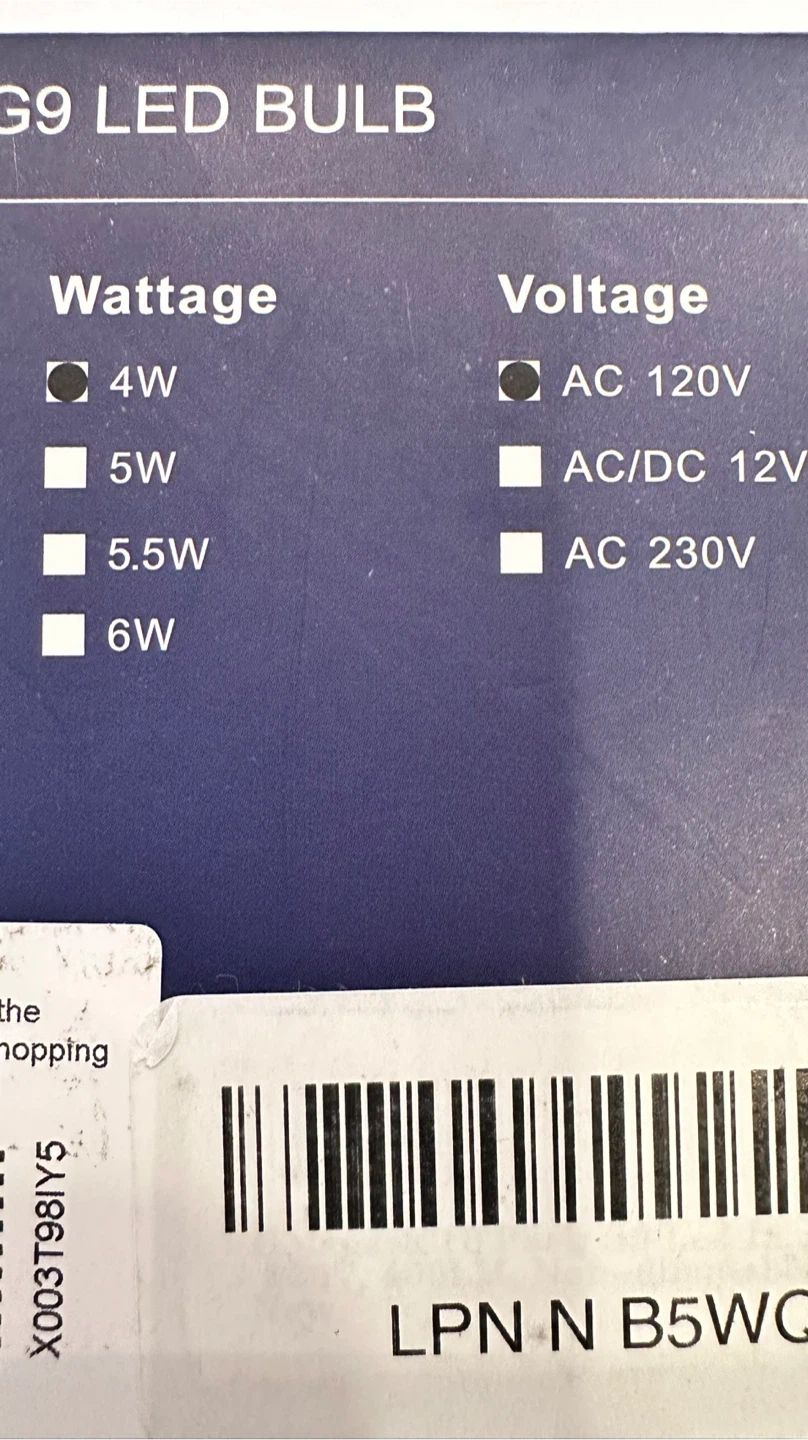 G9 LED BULB
Wattage
4W
5W
5.5W
6W
Voltage
AC 120V
AC/DC 12V
AC 230V
the
hopping
X003T98IY5
LPN N B5W